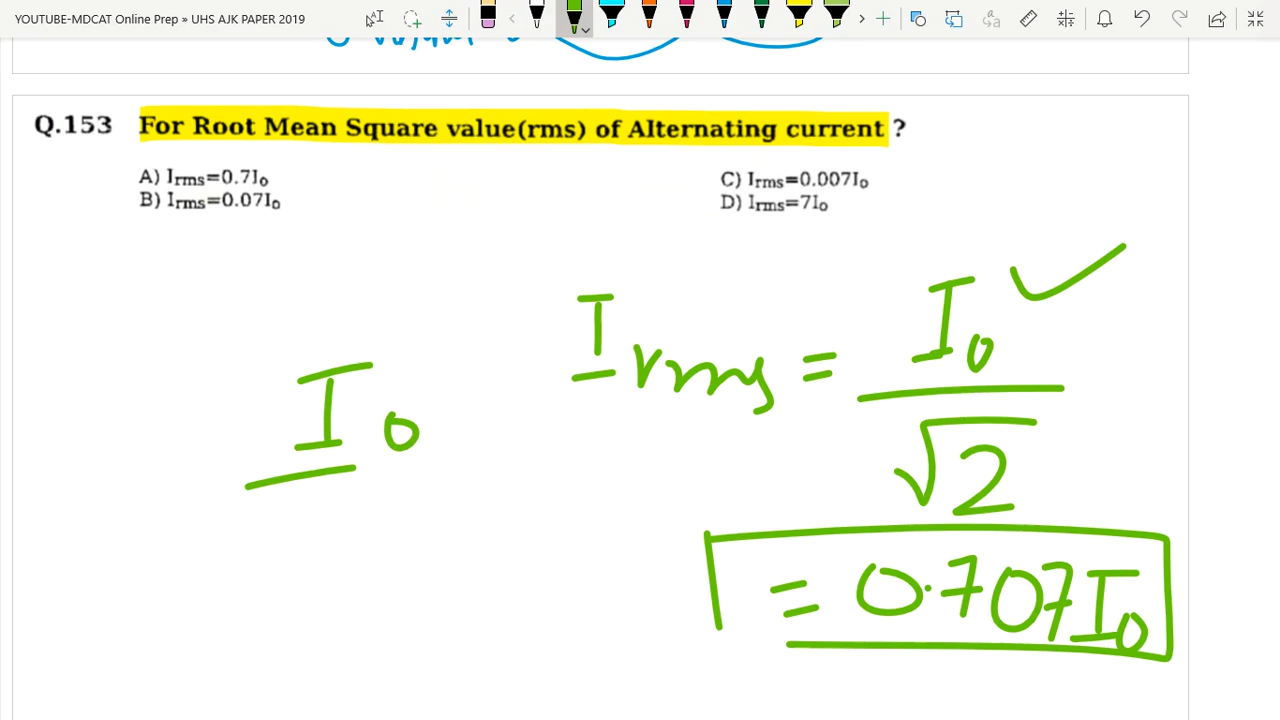 YOUTUBE-MDCAT Online Prep » UHS AJK PAPER 2019
Q.153 For Root Mean Square value(rms) of Alternating current ?
A) Irms=0.7I₀
B) Irms=0.07I₀
C) Irms=0.007I₀
D) Irms=7I₀
I₀
Irms = I₀/√2
= 0.707I₀